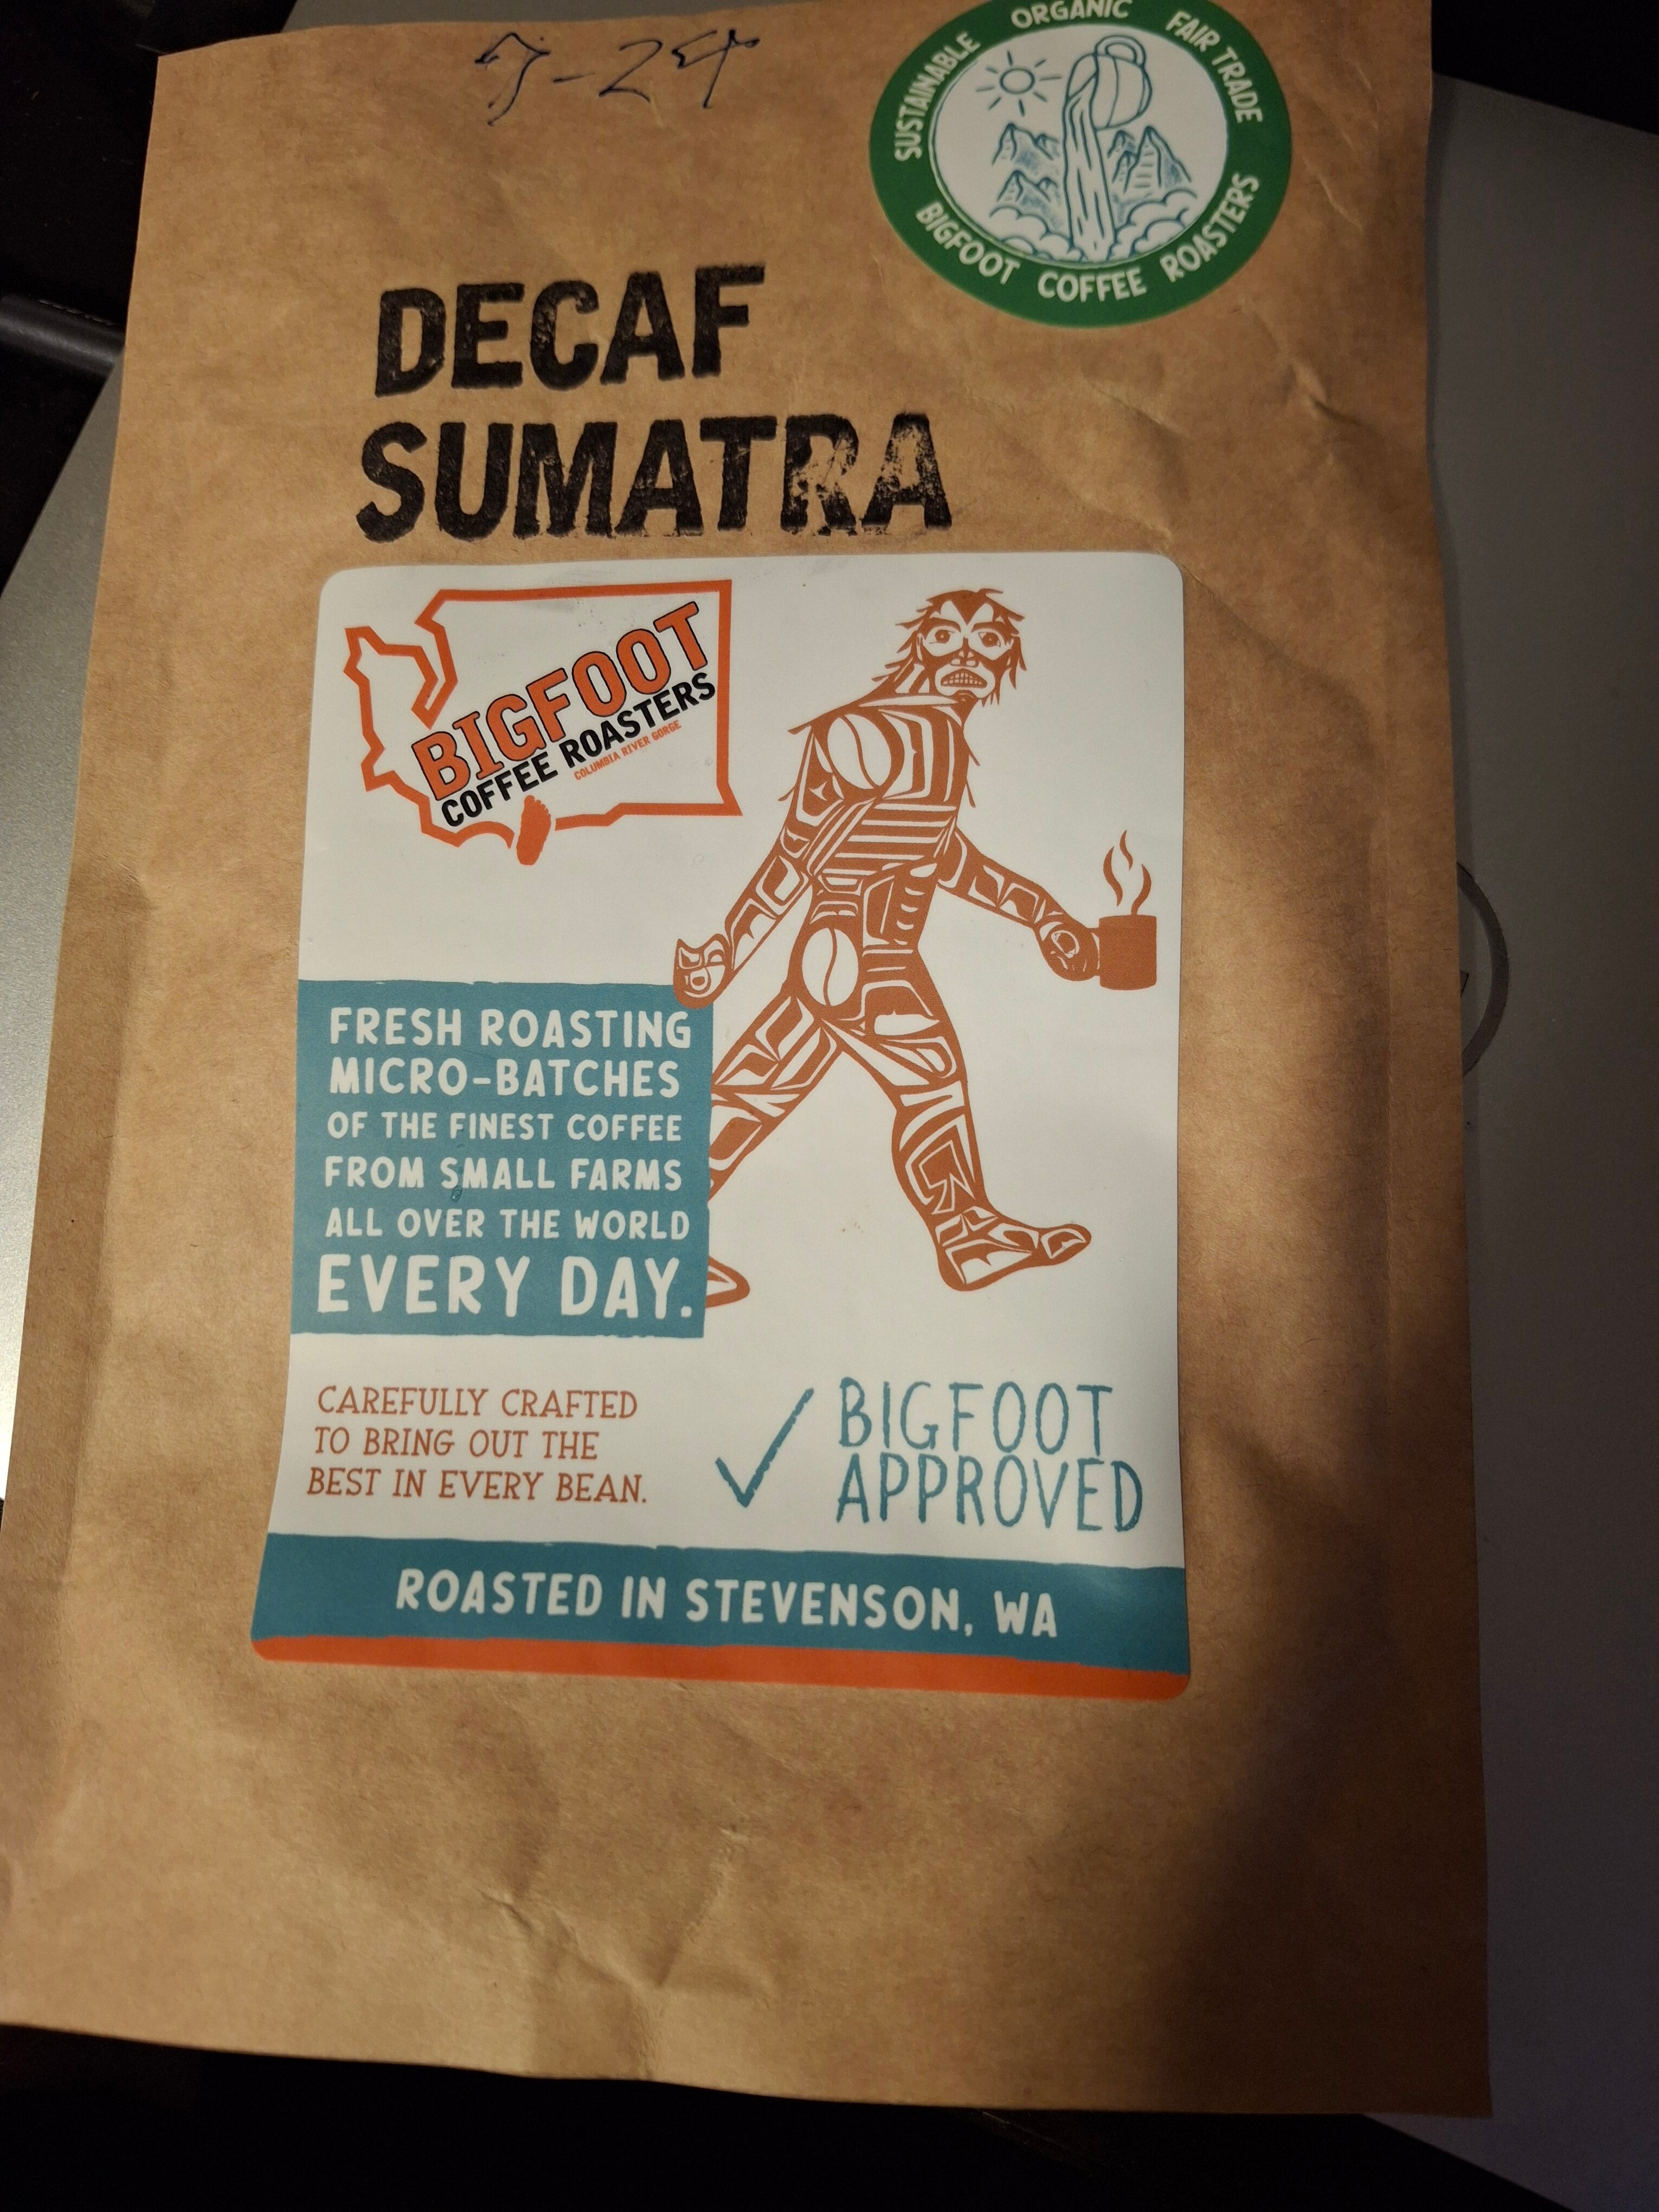 7-24
SUSTAINABLE ORGANIC FAIR TRADE
BIGFOOT COFFEE ROASTERS
DECAF
SUMATRA
BIGFOOT
COFFEE ROASTERS
COLUMBIA RIVER GORGE
FRESH ROASTING
MICRO-BATCHES
OF THE FINEST COFFEE
FROM SMALL FARMS
ALL OVER THE WORLD
EVERY DAY.
CAREFULLY CRAFTED
TO BRING OUT THE
BEST IN EVERY BEAN.
BIGFOOT
APPROVED
ROASTED IN STEVENSON, WA